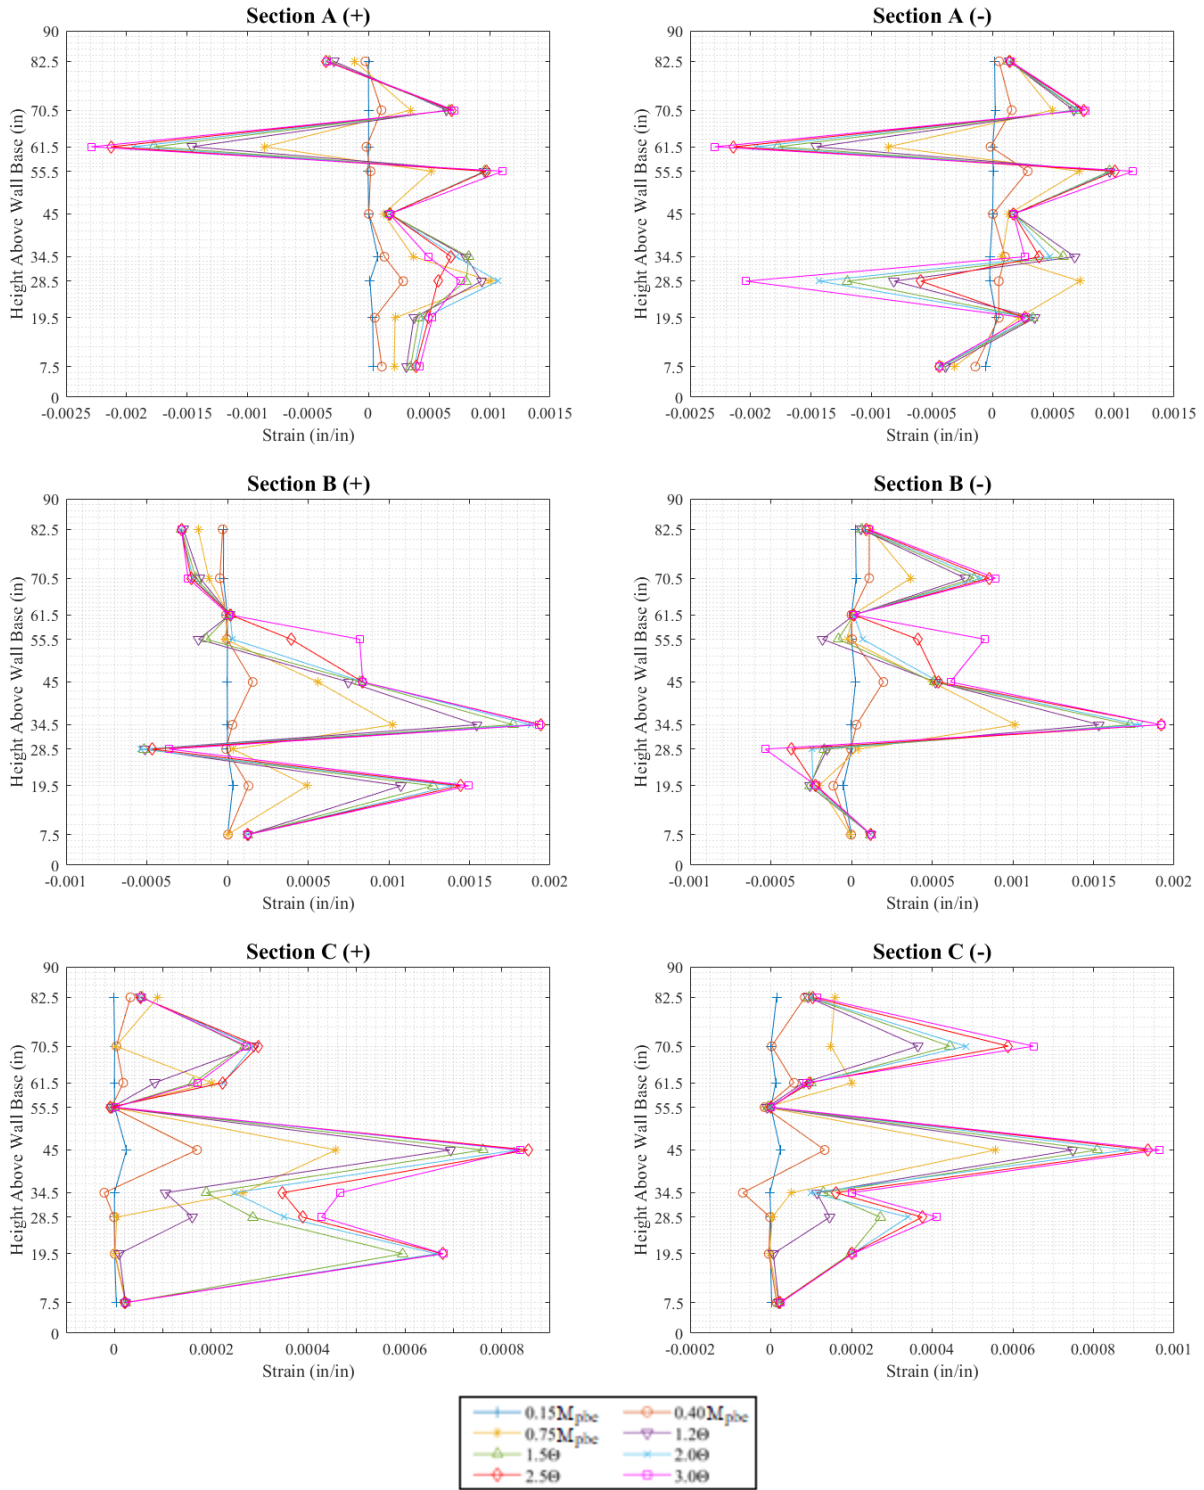 Section A (+)
Height Above Wall Base (in)
90
82.5
70.5
61.5
55.5
45
34.5
28.5
19.5
7.5
0
-0.0025 -0.002 -0.0015 -0.001 -0.0005 0 0.0005 0.001 0.0015
Strain (in/in)
Section A (-)
Height Above Wall Base (in)
90
82.5
70.5
61.5
55.5
45
34.5
28.5
19.5
7.5
0
-0.0025 -0.002 -0.0015 -0.001 -0.0005 0 0.0005 0.001 0.0015
Strain (in/in)
Section B (+)
Height Above Wall Base (in)
90
82.5
70.5
61.5
55.5
45
34.5
28.5
19.5
7.5
0
-0.001 -0.0005 0 0.0005 0.001 0.0015 0.002
Strain (in/in)
Section B (-)
Height Above Wall Base (in)
90
82.5
70.5
61.5
55.5
45
34.5
28.5
19.5
7.5
0
-0.001 -0.0005 0 0.0005 0.001 0.0015 0.002
Strain (in/in)
Section C (+)
Height Above Wall Base (in)
90
82.5
70.5
61.5
55.5
45
34.5
28.5
19.5
7.5
0
0 0.0002 0.0004 0.0006 0.0008
Strain (in/in)
Section C (-)
Height Above Wall Base (in)
90
82.5
70.5
61.5
55.5
45
34.5
28.5
19.5
7.5
0
-0.0002 0 0.0002 0.0004 0.0006 0.0008 0.001
Strain (in/in)
0.15Mpbe 0.40Mpbe
0.75Mpbe 1.2Θ
1.5Θ 2.0Θ
2.5Θ 3.0Θ